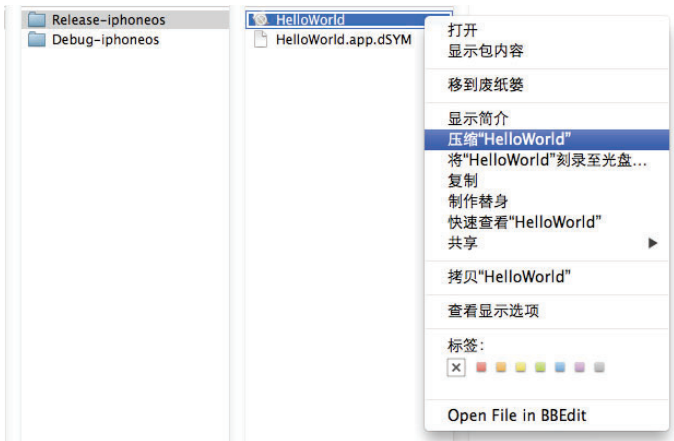 Release-iphoneos
Debug-iphoneos
HelloWorld
HelloWorld.app.dSYM
打开
显示包内容
移到废纸篓
显示简介
压缩“HelloWorld”
将“HelloWorld”刻录至光盘...
复制
制作替身
快速查看“HelloWorld”
共享
拷贝“HelloWorld”
查看显示选项
标签:
Open File in BBEdit